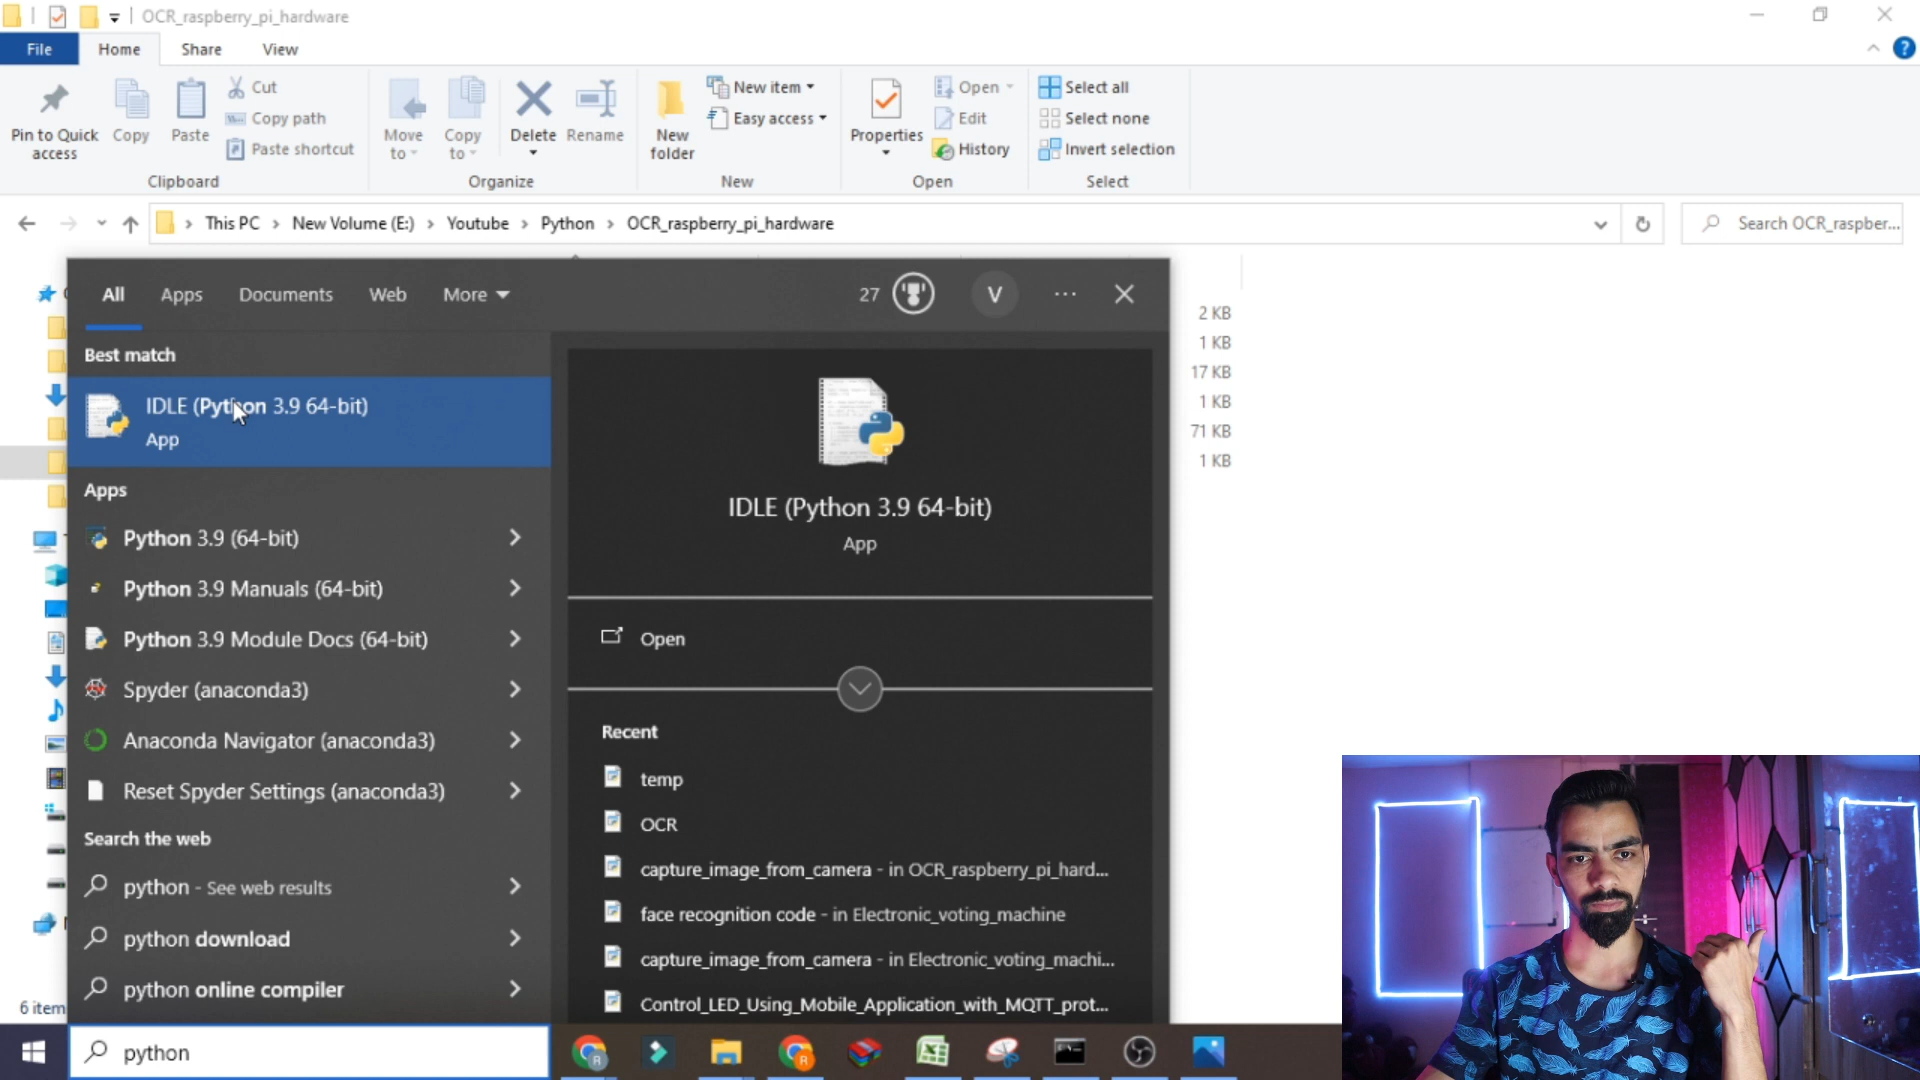 OCR_raspberry_pi_hardware
File
Home
Share
View
Pin to Quick access
Copy
Paste
Cut
Copy path
Paste shortcut
Clipboard
Move to
Copy to
Delete
Rename
Organize
New folder
New item
Easy access
New
Properties
Open
Edit
History
Open
Select all
Select none
Invert selection
Select
This PC > New Volume (E:) > Youtube > Python > OCR_raspberry_pi_hardware
Search OCR_raspber...
All
Apps
Documents
Web
More
27
V
Best match
IDLE (Python 3.9 64-bit)
App
Apps
Python 3.9 (64-bit)
Python 3.9 Manuals (64-bit)
Python 3.9 Module Docs (64-bit)
Spyder (anaconda3)
Anaconda Navigator (anaconda3)
Reset Spyder Settings (anaconda3)
Search the web
python - See web results
python download
python online compiler
IDLE (Python 3.9 64-bit)
App
Open
Recent
temp
OCR
capture_image_from_camera - in OCR_raspberry_pi_hard...
face recognition code - in Electronic_voting_machine
capture_image_from_camera - in Electronic_voting_machi...
Control_LED_Using_Mobile_Application_with_MQTT_prot...
2 KB
1 KB
17 KB
1 KB
71 KB
1 KB
6 item
python